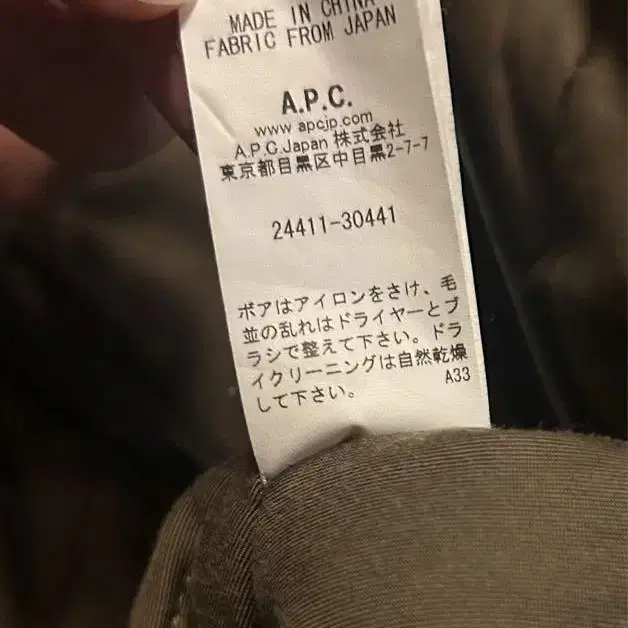 MADE IN CHINA
FABRIC FROM JAPAN
A.P.C.
www.apcjp.com
A.P.C.Japan 株式会社
東京都目黒区中目黒2-7-7
24411-30441
ボアはアイロンをさけ、毛
並の乱れはドライヤーとブ
ラシで整えて下さい。ドラ
イクリーニングは自然乾燥
して下さい。
A33